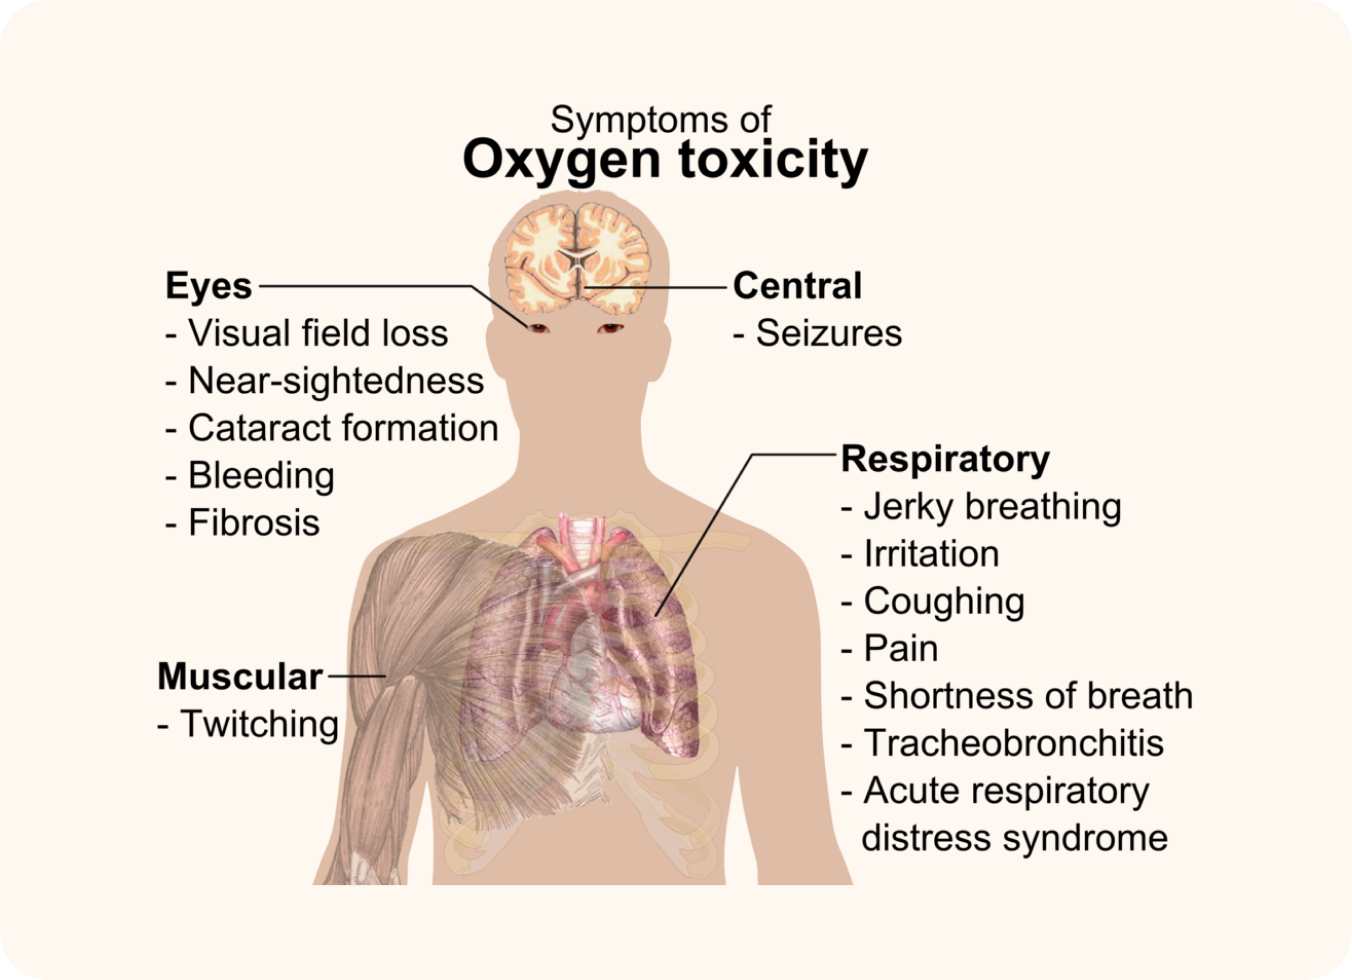 Symptoms of
Oxygen toxicity
Eyes
- Visual field loss
- Near-sightedness
- Cataract formation
- Bleeding
- Fibrosis
Central
- Seizures
Respiratory
- Jerky breathing
- Irritation
- Coughing
- Pain
- Shortness of breath
- Tracheobronchitis
- Acute respiratory
distress syndrome
Muscular
- Twitching